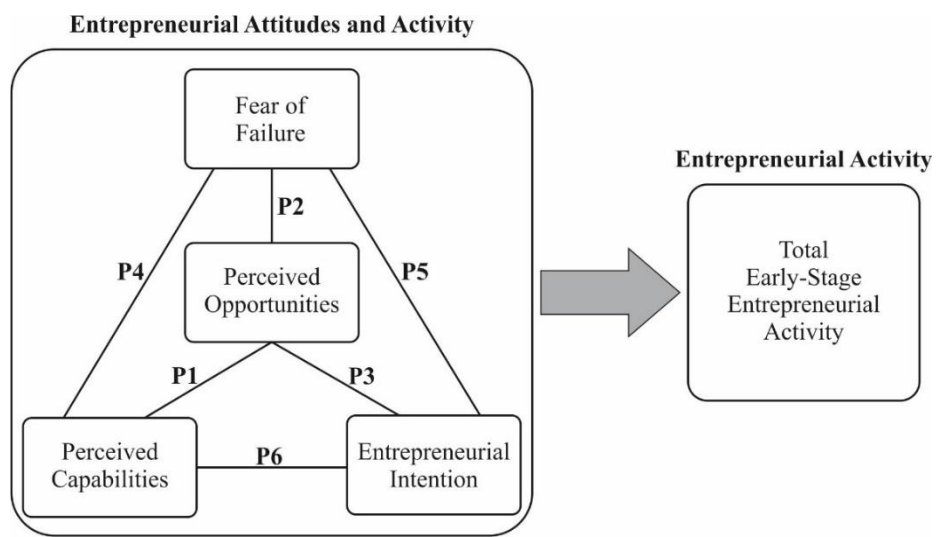 Entrepreneurial Attitudes and Activity
Fear of
Failure
P2
P4
Perceived
Opportunities
P5
P1
P3
Perceived
Capabilities
P6
Entrepreneurial
Intention
Entrepreneurial Activity
Total
Early-Stage
Entrepreneurial
Activity